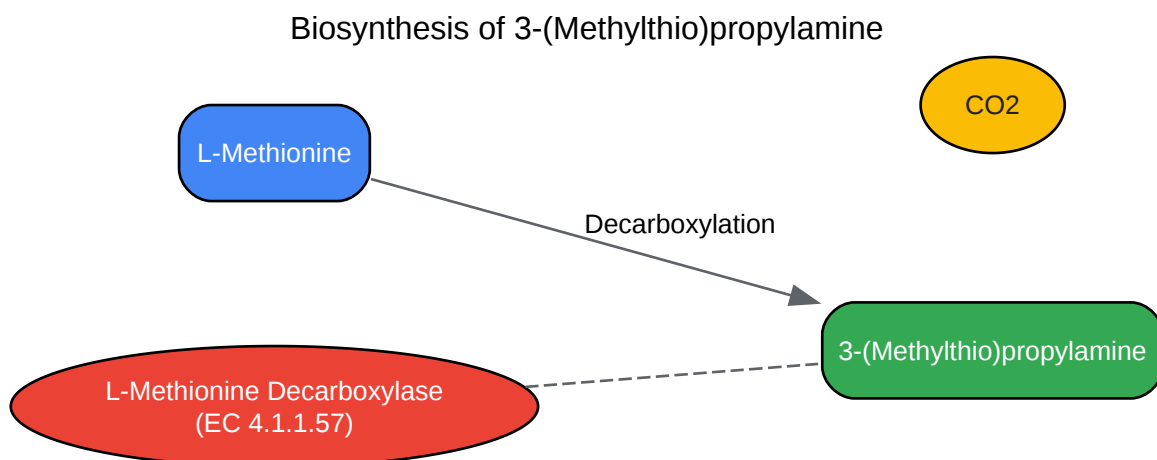 Biosynthesis of 3-(Methylthio)propylamine
CO2
L-Methionine
Decarboxylation
3-(Methylthio)propylamine
L-Methionine Decarboxylase
(EC 4.1.1.57)